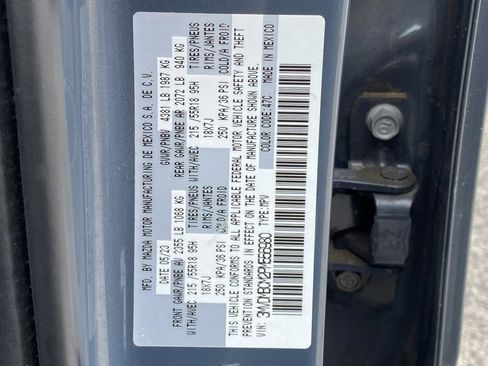 MFD BY MAZDA MOTOR MANUFACTURING DE MEXICO S.A. DE C.V.
DATE 05/23 GVWR/PNBV 4381 LB 1987 KG
FRONT GAWR/PNBE AV 2355 LB 1068 KG REAR GAWR/PNBE AR 2072 LB 940 KG
WITH/AVEC 215/55R18 95H TIRES/PNEUS WITH/AVEC 215/55R18 95H TIRES/PNEUS
18X7J RIMS/JANTES 18X7J RIMS/JANTES
250 KPA/36 PSI COLD/A FROID 250 KPA/36 PSI COLD/A FROID
THIS VEHICLE CONFORMS TO ALL APPLICABLE FEDERAL MOTOR VEHICLE SAFETY AND THEFT
PREVENTION STANDARDS IN EFFECT ON THE DATE OF MANUFACTURE SHOWN ABOVE.
VIN: TYPE:MPV COLOR CODE:47C MADE IN MEXICO